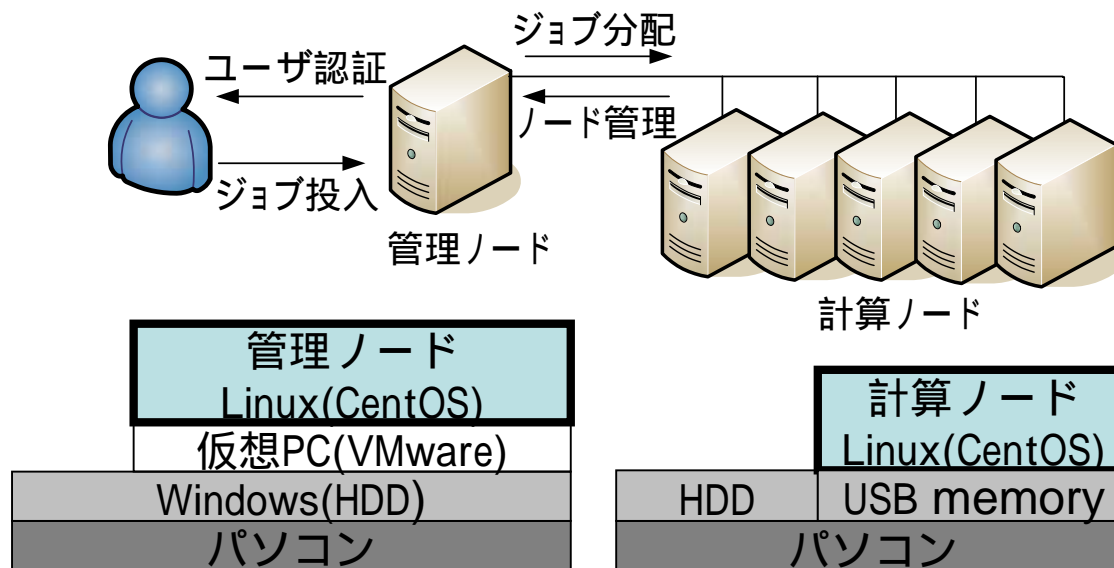 ジョブ分配
ユーザ認証
ノード管理
ジョブ投入
管理ノード
計算ノード
管理ノード
Linux(CentOS)
仮想PC(VMware)
Windows(HDD)
パソコン
計算ノード
Linux(CentOS)
HDD
USB memory
パソコン